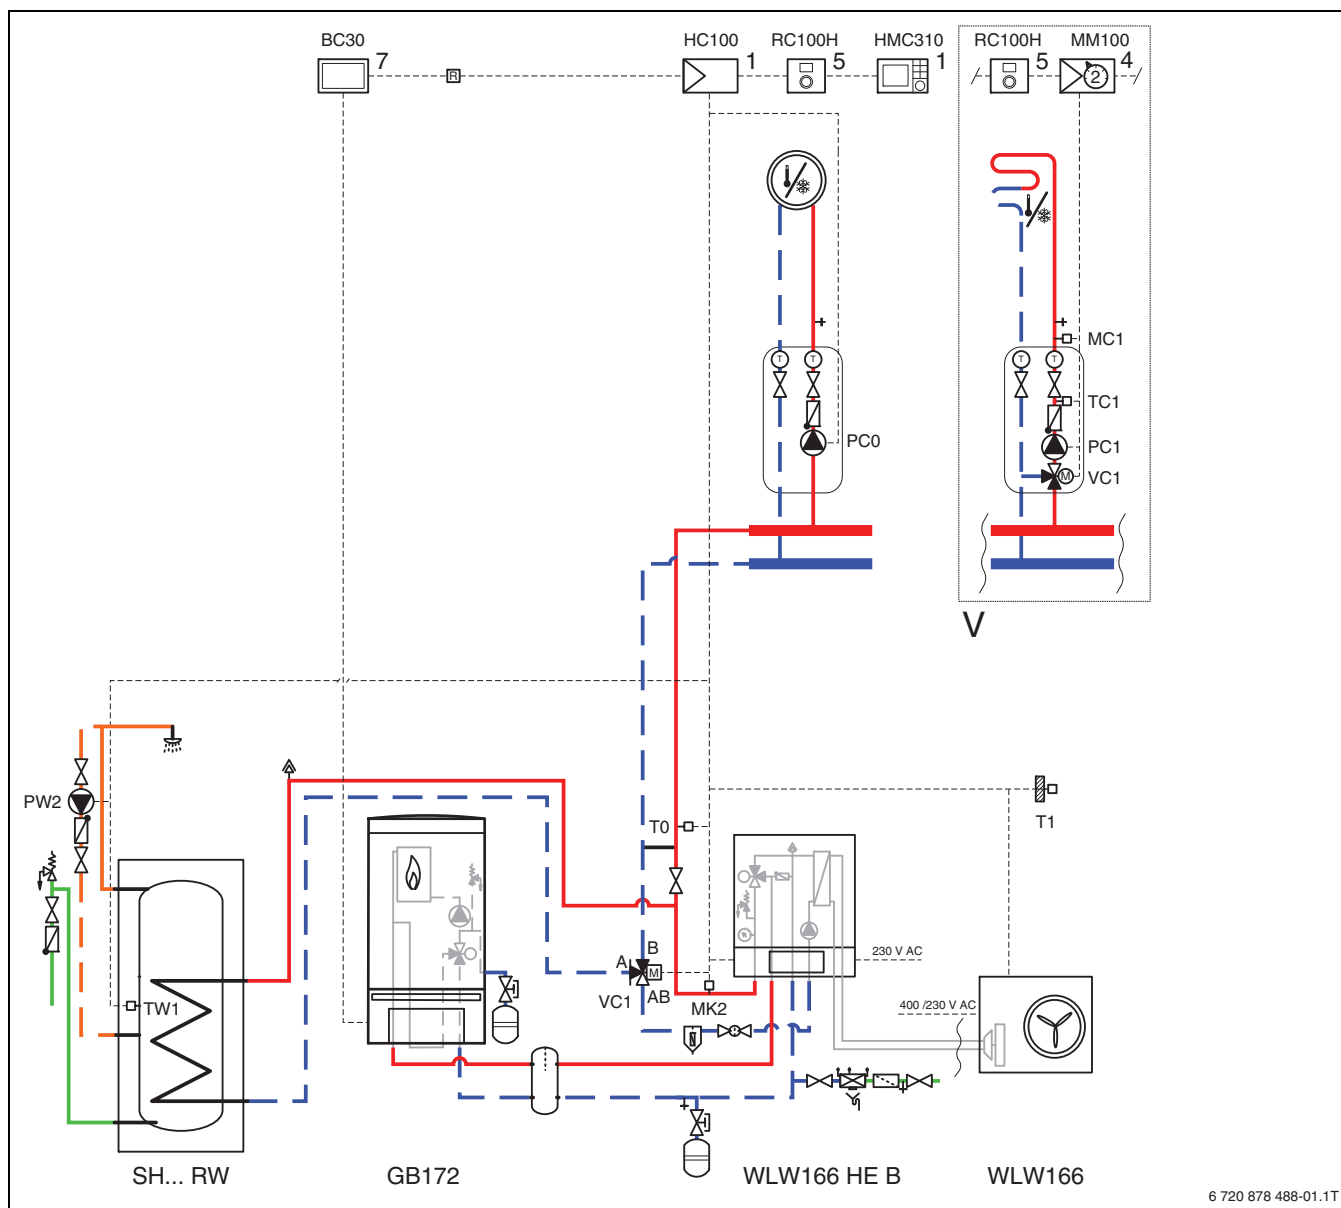 BC30
7
R
HC100
1
RC100H
5
HMC310
1
RC100H
5
MM100
2
4
T
T
PC0
MC1
T
T
TC1
PC1
M
VC1
V
PW2
T0
T1
B
A
M
VC1
AB
MK2
230 V AC
400 /230 V AC
TW1
SH... RW
GB172
WLW166 HE B
WLW166
6 720 878 488-01.1T